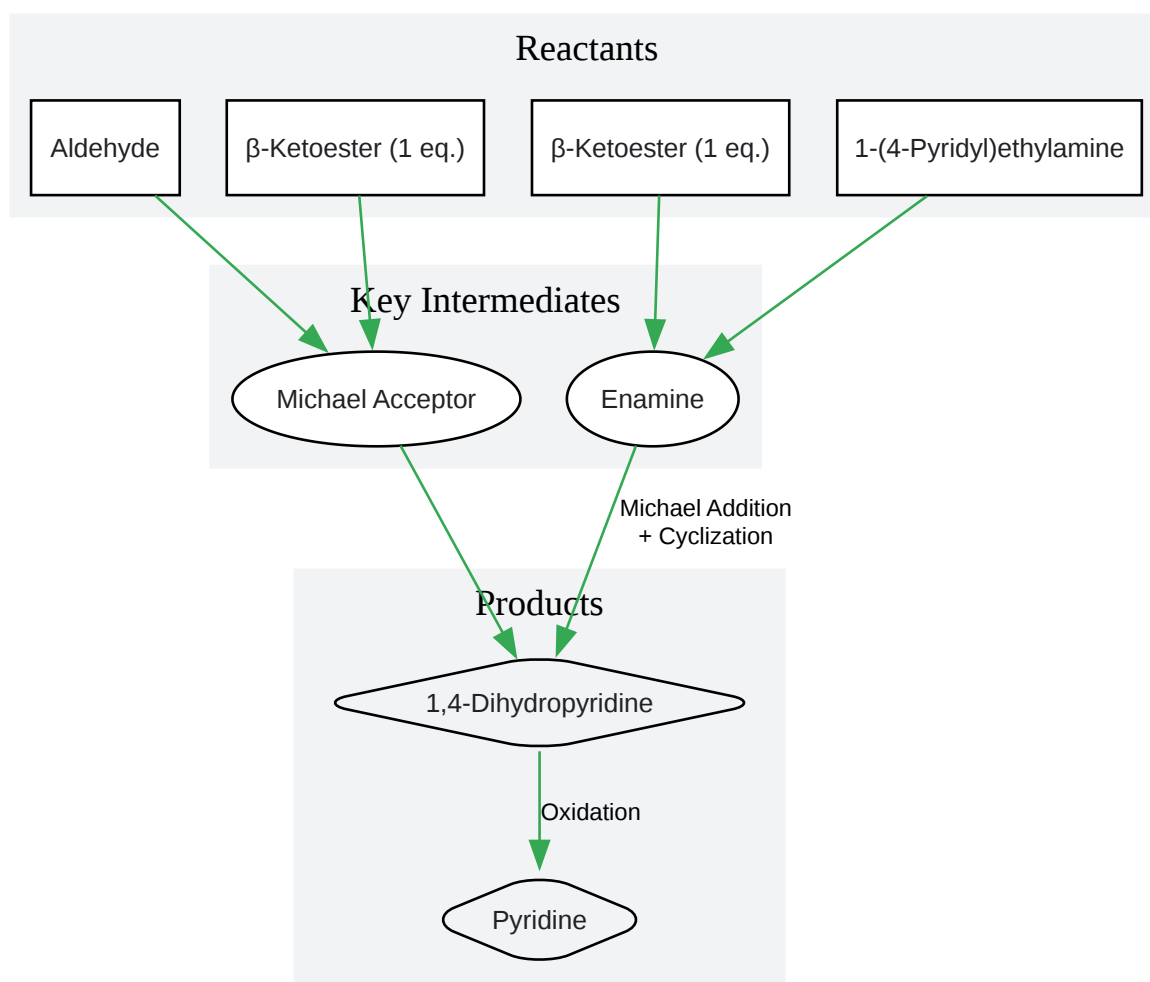 Reactants
Aldehyde
β-Ketoester (1 eq.)
β-Ketoester (1 eq.)
1-(4-Pyridyl)ethylamine
Key Intermediates
Michael Acceptor
Enamine
Michael Addition
+ Cyclization
Products
1,4-Dihydropyridine
Oxidation
Pyridine